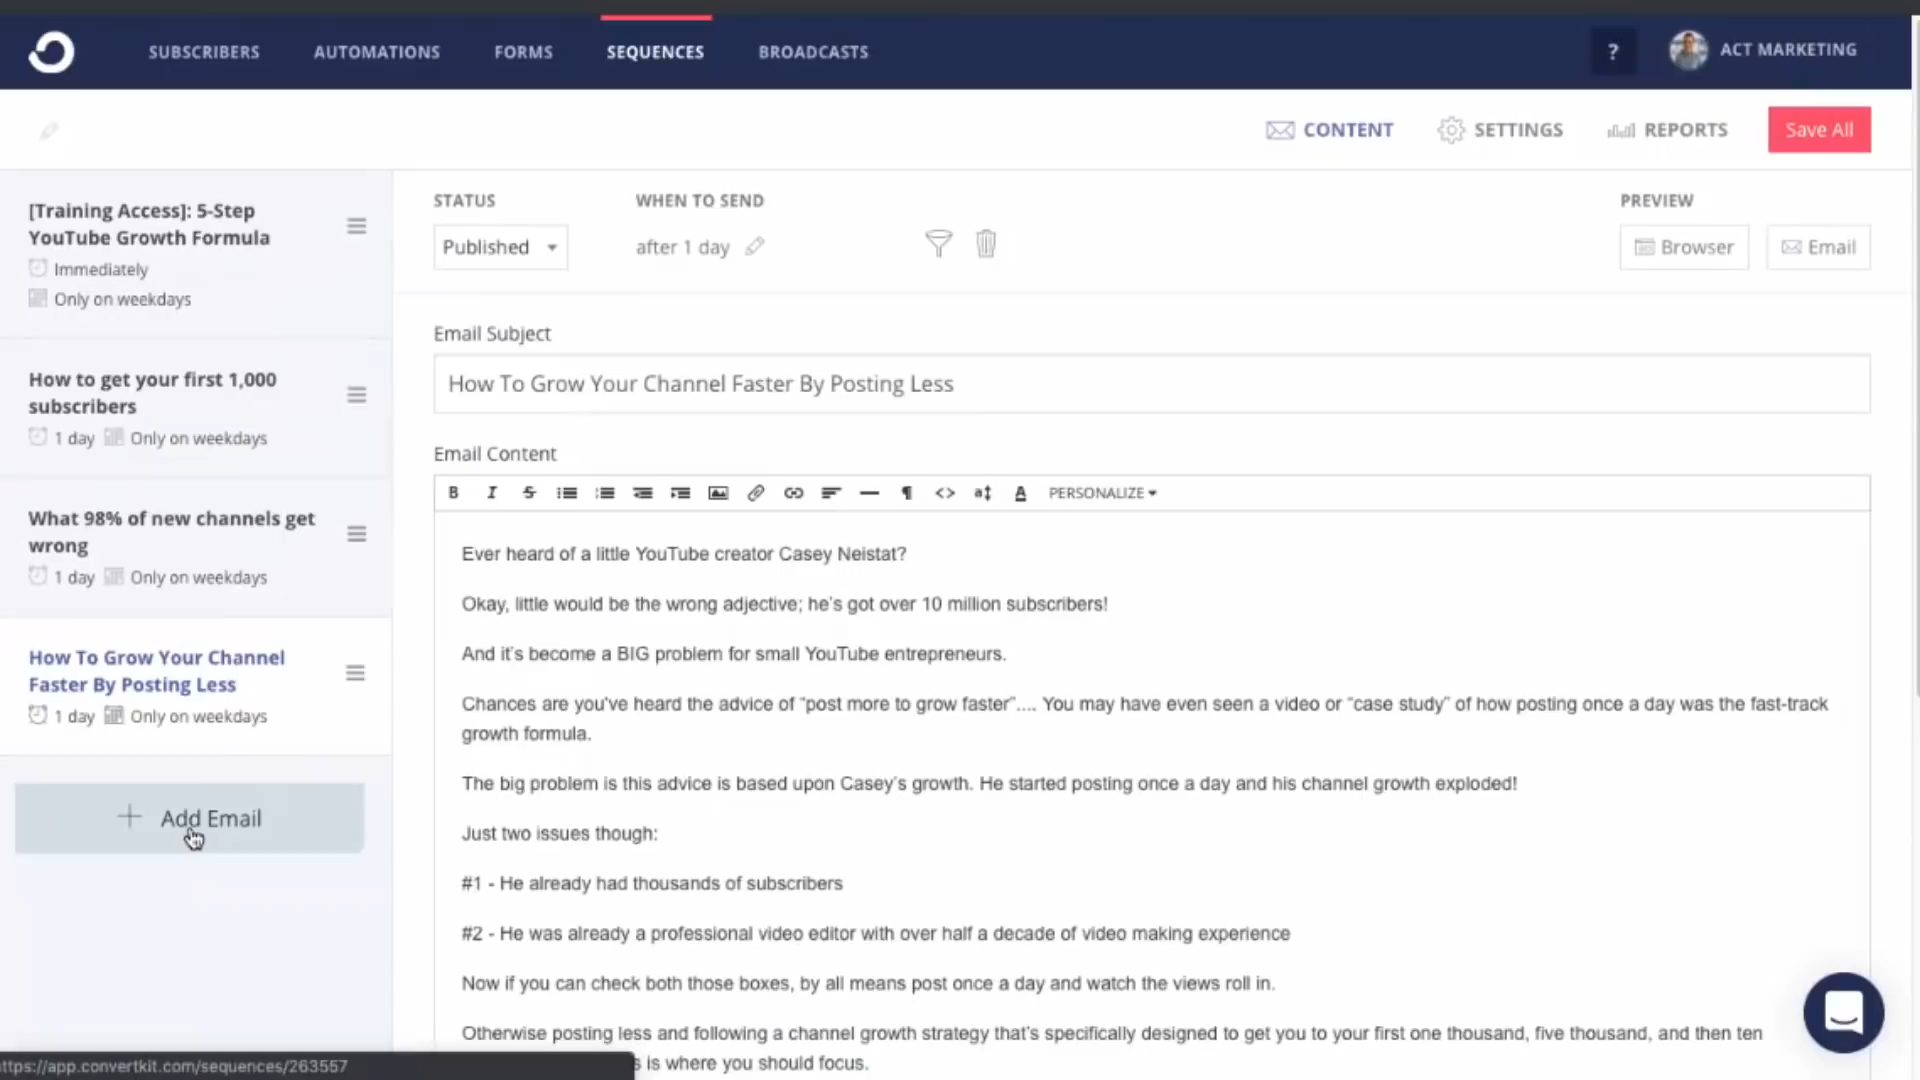 SUBSCRIBERS AUTOMATIONS FORMS SEQUENCES BROADCASTS ? ACT MARKETING
CONTENT SETTINGS REPORTS Save All
[Training Access]: 5-Step
YouTube Growth Formula
Immediately
Only on weekdays
How to get your first 1,000
subscribers
1 day Only on weekdays
What 98% of new channels get
wrong
1 day Only on weekdays
How To Grow Your Channel
Faster By Posting Less
1 day Only on weekdays
+ Add Email
STATUS WHEN TO SEND PREVIEW
Published after 1 day Browser Email
Email Subject
How To Grow Your Channel Faster By Posting Less
Email Content
B I S PERSONALIZE
Ever heard of a little YouTube creator Casey Neistat?
Okay, little would be the wrong adjective; he's got over 10 million subscribers!
And it's become a BIG problem for small YouTube entrepreneurs.
Chances are you've heard the advice of “post more to grow faster”.... You may have even seen a video or “case study” of how posting once a day was the fast-track
growth formula.
The big problem is this advice is based upon Casey's growth. He started posting once a day and his channel growth exploded!
Just two issues though:
#1 - He already had thousands of subscribers
#2 - He was already a professional video editor with over half a decade of video making experience
Now if you can check both those boxes, by all means post once a day and watch the views roll in.
Otherwise posting less and following a channel growth strategy that's specifically designed to get you to your first one thousand, five thousand, and then ten
s is where you should focus.
ttps://app.convertkit.com/sequences/263557